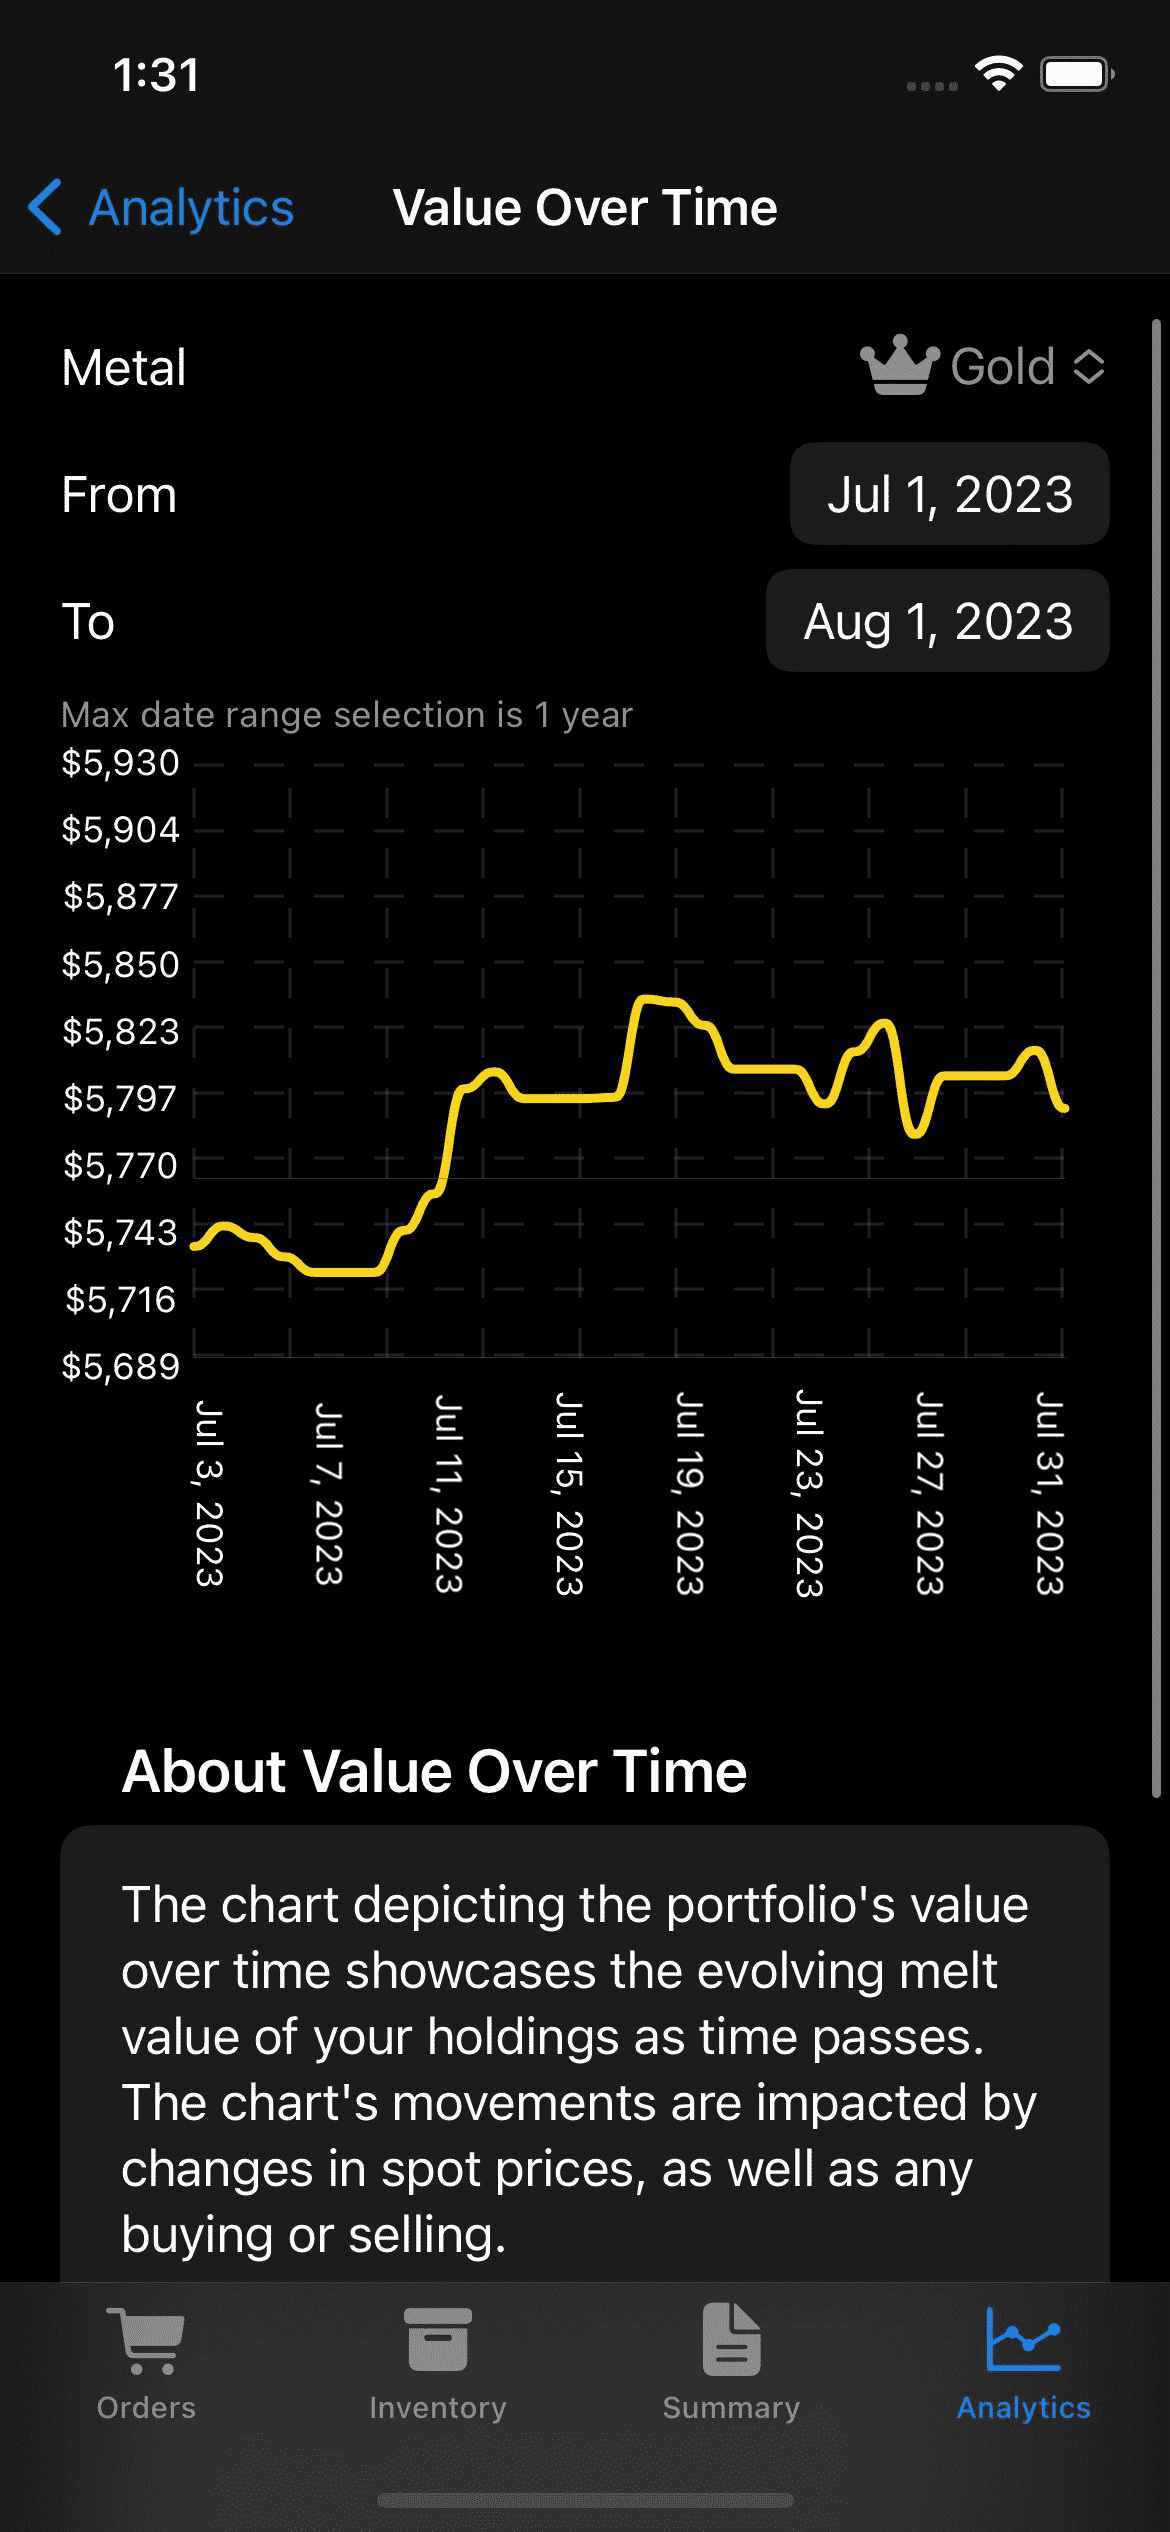 1:31
Analytics
Value Over Time
Metal
Gold
From
Jul 1, 2023
To
Aug 1, 2023
Max date range selection is 1 year
$5,930
$5,904
$5,877
$5,850
$5,823
$5,797
$5,770
$5,743
$5,716
$5,689
Jul 3, 2023
Jul 7, 2023
Jul 11, 2023
Jul 15, 2023
Jul 19, 2023
Jul 23, 2023
Jul 27, 2023
Jul 31, 2023
About Value Over Time
The chart depicting the portfolio's value
over time showcases the evolving melt
value of your holdings as time passes.
The chart's movements are impacted by
changes in spot prices, as well as any
buying or selling.
Orders
Inventory
Summary
Analytics